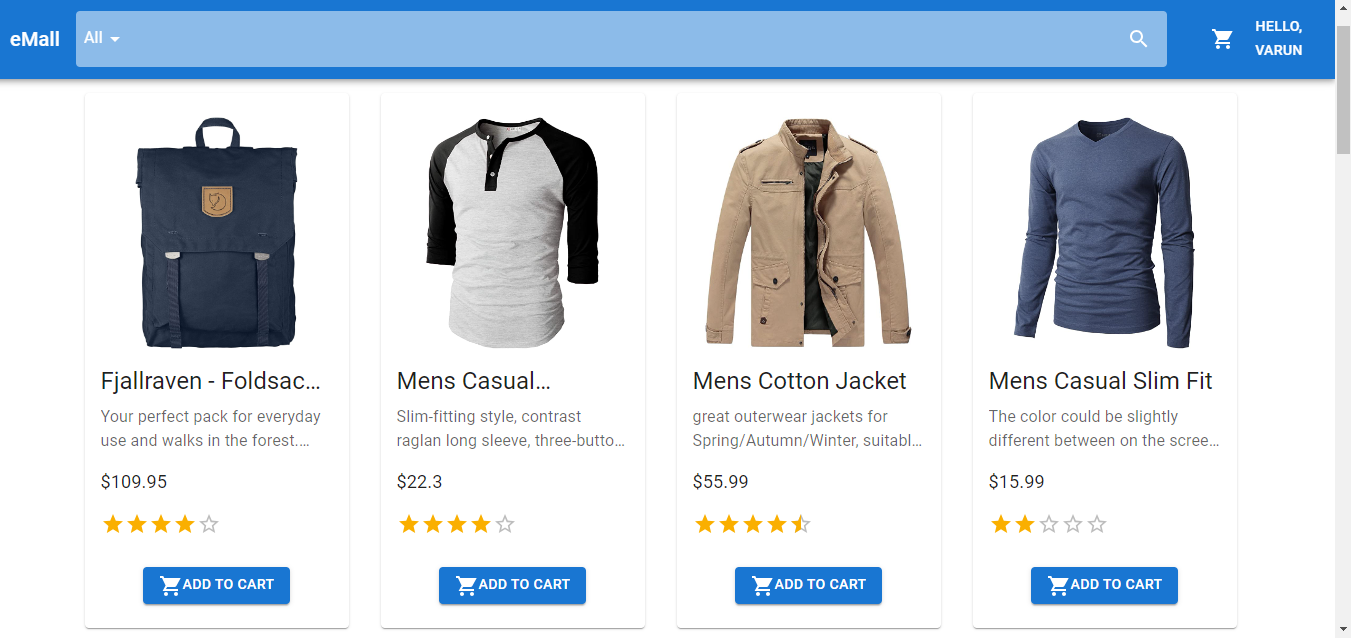 eMall
All
HELLO,
VARUN
Fjallraven - Foldsac...
Your perfect pack for everyday
use and walks in the forest....
$109.95
ADD TO CART
Mens Casual...
Slim-fitting style, contrast
raglan long sleeve, three-butto...
$22.3
ADD TO CART
Mens Cotton Jacket
great outerwear jackets for
Spring/Autumn/Winter, suitabl...
$55.99
ADD TO CART
Mens Casual Slim Fit
The color could be slightly
different between on the scree...
$15.99
ADD TO CART